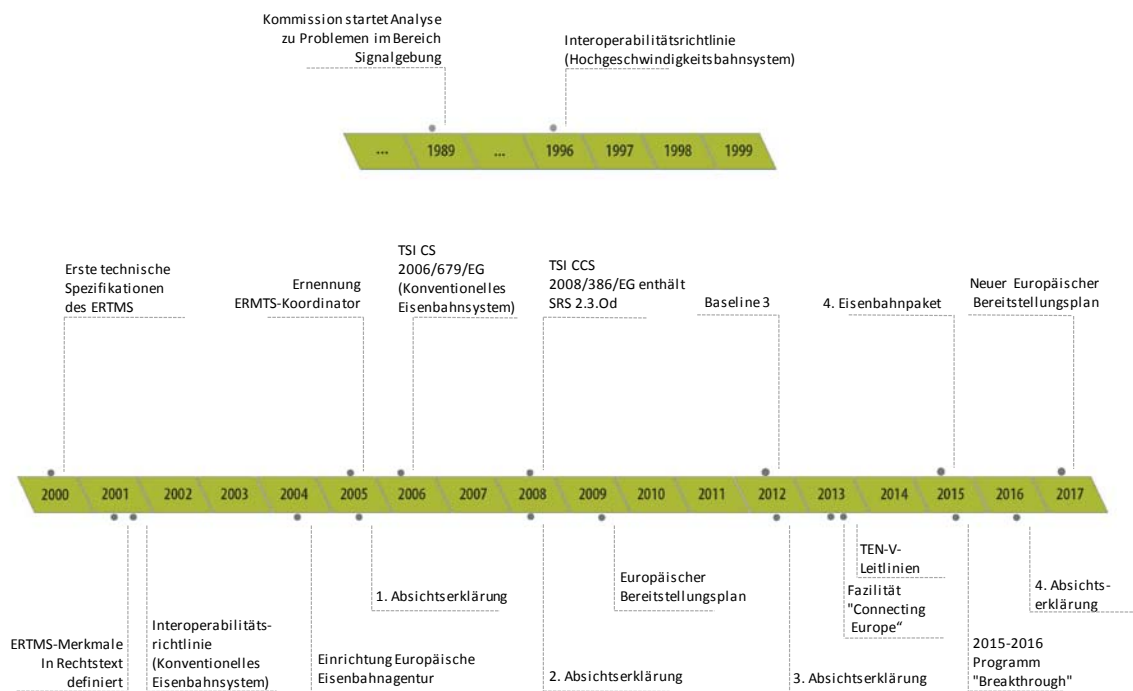 Kommission startet Analyse
zu Problemen im Bereich
Signalgebung
Interoperabilitätsrichtlinie
(Hochgeschwindigkeitsbahnsystem)
... 1989 ... 1996 1997 1998 1999
Erste technische
Spezifikationen
des ERTMS
Ernennung
ERMTS-Koordinator
TSI CS
2006/679/EG
(Konventionelles
Eisenbahnsystem)
TSI CCS
2008/386/EG enthält
SRS 2.3.Od
Baseline 3
4. Eisenbahnpaket
Neuer Europäischer
Bereitstellungsplan
2000 2001 2002 2003 2004 2005 2006 2007 2008 2009 2010 2011 2012 2013 2014 2015 2016 2017
ERTMS-Merkmale
In Rechtstext
definiert
Interoperabilitäts-
richtlinie
(Konventionelles
Eisenbahnsystem)
Einrichtung Europäische
Eisenbahnagentur
1. Absichtserklärung
2. Absichtserklärung
Europäischer
Bereitstellungsplan
3. Absichtserklärung
TEN-V-
Leitlinien
Fazilität
"Connecting
Europe“
2015-2016
Programm
"Breakthrough"
4. Absichts-
erklärung